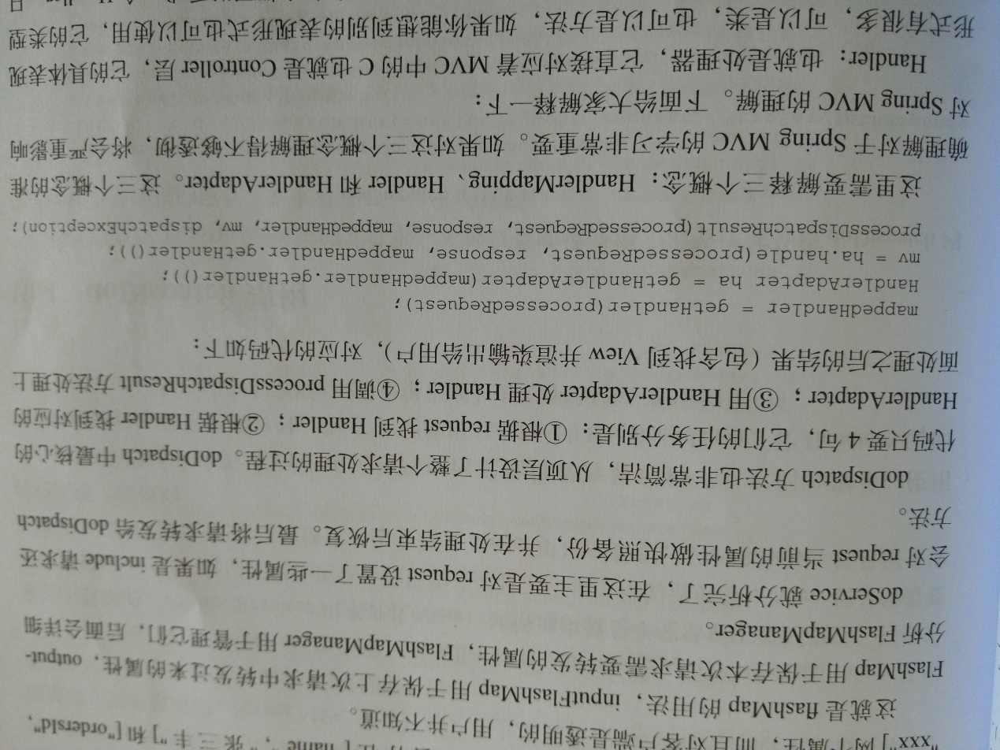 "xxx"] 两个属性，而且对客户端是透明的，用户并不知道。
这就是 flashMap 的用法，inputFlashMap 用于保存上次请求中转发过来的属性，output-
FlashMap 用于保存本次请求需要转发的属性，FlashMapManager 用于管理它们，后面会详细
分析 FlashMapManager。
doService 就分析完了，在这里主要是对 request 设置了一些属性，如果是 include 请求还
会对 request 当前的属性做快照备份，并在处理结束后恢复。最后将请求转发给 doDispatch
方法。
doDispatch 方法也非常简洁，从顶层设计了整个请求处理的过程。doDispatch 中最核心的
代码只要 4 句，它们的任务分别是：①根据 request 找到 Handler；②根据 Handler 找到对应的
HandlerAdapter；③用 HandlerAdapter 处理 Handler；④调用 processDispatchResult 方法处理上
面处理之后的结果（包含找到 View 并渲染输出给用户），对应的代码如下：
mappedHandler = getHandler(processedRequest);
HandlerAdapter ha = getHandlerAdapter(mappedHandler.getHandler());
mv = ha.handle(processedRequest, response, mappedHandler.getHandler());
processDispatchResult(processedRequest, response, mappedHandler, mv, dispatchException);
这里需要解释三个概念：HandlerMapping、Handler 和 HandlerAdapter。这三个概念的准
确理解对于 Spring MVC 的学习非常重要。如果对这三个概念理解得不够透彻，将会严重影响
对 Spring MVC 的理解。下面给大家解释一下：
Handler：也就是处理器，它直接对应着 MVC 中的 C 也就是 Controller 层，它的具体表现
形式有很多，可以是类，也可以是方法，如果你能想到别的表现形式也可以使用，它的类型